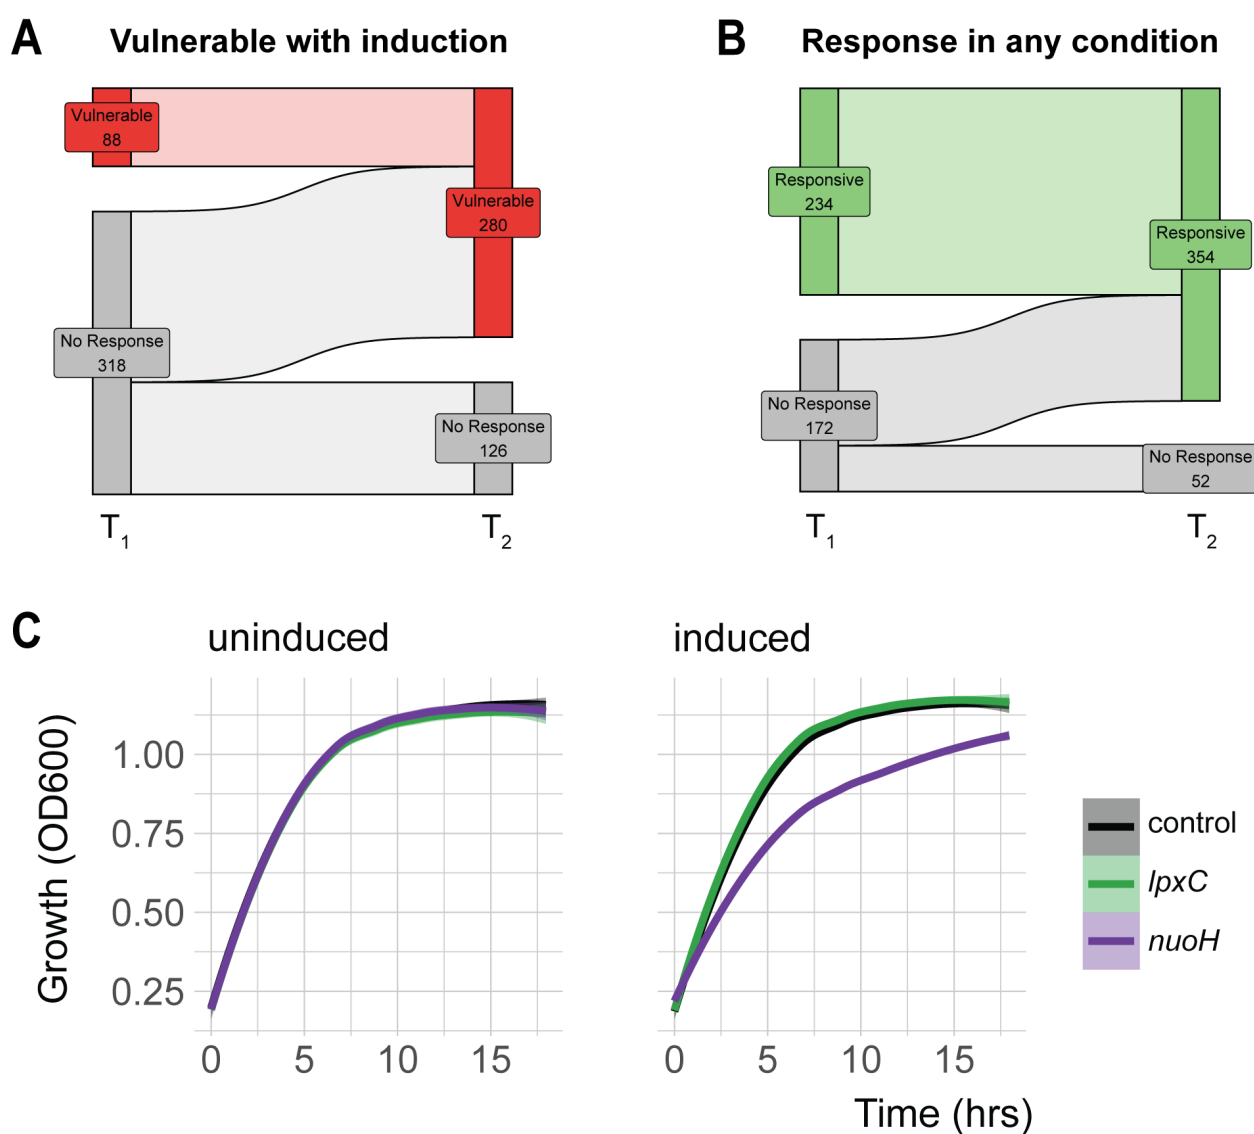 A
Vulnerable with induction
Vulnerable
88
Vulnerable
280
No Response
318
No Response
126
T1
T2
B
Response in any condition
Responsive
234
Responsive
354
No Response
172
No Response
52
T1
T2
C
uninduced
induced
Growth (OD600)
1.00
0.75
0.50
0.25
0
5
10
15
0
5
10
15
Time (hrs)
control
lpxC
nuoH